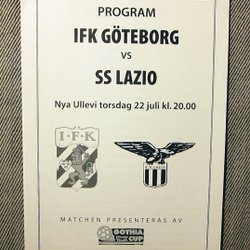 PROGRAM
IFK GÖTEBORG
VS
SS LAZIO
Nya Ullevi torsdag 22 juli kl. 20.00
I·F·K
S.S. LAZIO
MATCHEN PRESENTERAS AV
GOTHIA
CUP